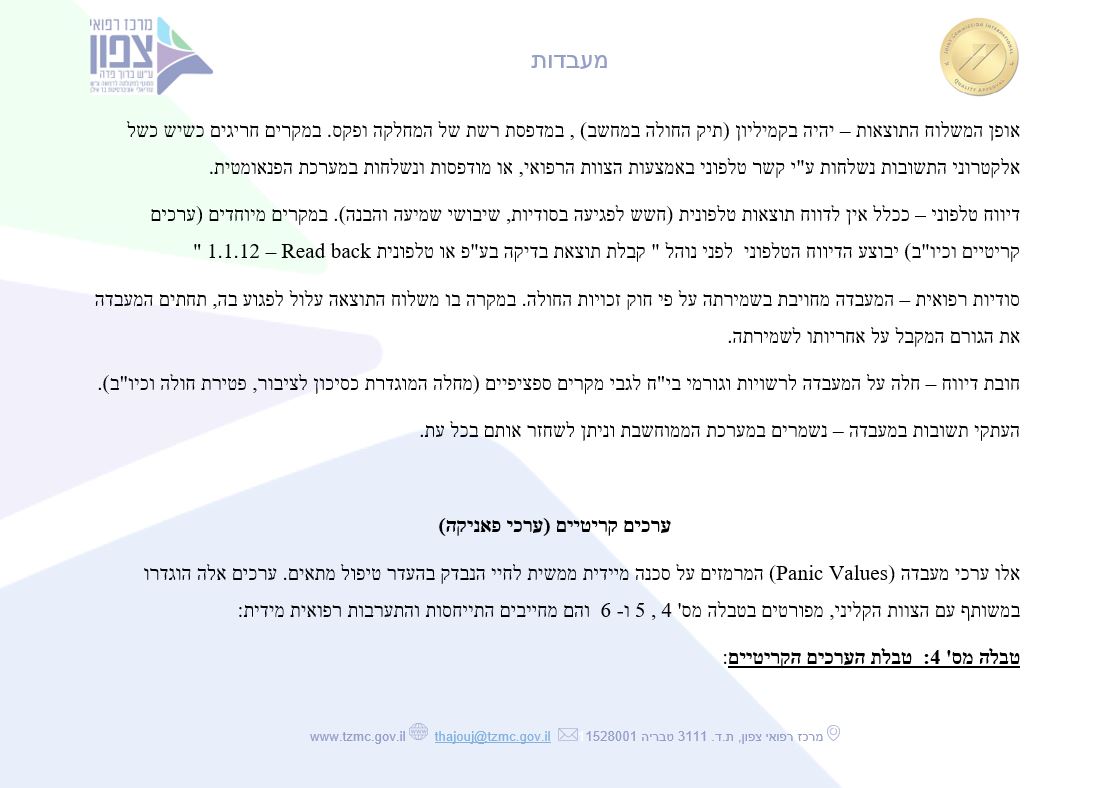 מרכז רפואי
צפון
ע"ש ברוך פדה
מעבדות
JOINT COMMISSION INTERNATIONAL
QUALITY APPROVAL
אופן המשלוח התוצאות – יהיה בקמיליון (תיק החולה במחשב) , במדפסת רשת של המחלקה ופקס. במקרים חריגים כשיש כשל
אלקטרוני התשובות נשלחות ע"י קשר טלפוני באמצעות הצוות הרפואי, או מודפסות ונשלחות במערכת הפנאומטית.
דיווח טלפוני – ככלל אין לדווח תוצאות טלפונית (חשש לפגיעה בסודיות, שיבושי שמיעה והבנה). במקרים מיוחדים (ערכים
קריטיים וכיו"ב) יבוצע הדיווח הטלפוני לפני נוהל " קבלת תוצאת בדיקה בע"פ או טלפונית Read back – 1.1.12 "
סודיות רפואית – המעבדה מחויבת בשמירתה על פי חוק זכויות החולה. במקרה בו משלוח התוצאה עלול לפגוע בה, תחתים המעבדה
את הגורם המקבל על אחריותו לשמירתה.
חובת דיווח – חלה על המעבדה לרשויות וגורמי בי"ח לגבי מקרים ספציפיים (מחלה המוגדרת כסיכון לציבור, פטירת חולה וכיו"ב).
העתקי תשובות במעבדה – נשמרים במערכת הממוחשבת וניתן לשחזר אותם בכל עת.
ערכים קריטיים (ערכי פאניקה)
אלו ערכי מעבדה (Panic Values) המרמזים על סכנה מיידית ממשית לחיי הנבדק בהעדר טיפול מתאים. ערכים אלה הוגדרו
במשותף עם הצוות הקליני, מפורטים בטבלה מס' 4 , 5 ו- 6 והם מחייבים התייחסות והתערבות רפואית מידית:
טבלה מס' 4: טבלת הערכים הקריטיים:
מרכז רפואי צפון, ת.ד. 3111 טבריה 1528001 thajouj@tzmc.gov.il www.tzmc.gov.il